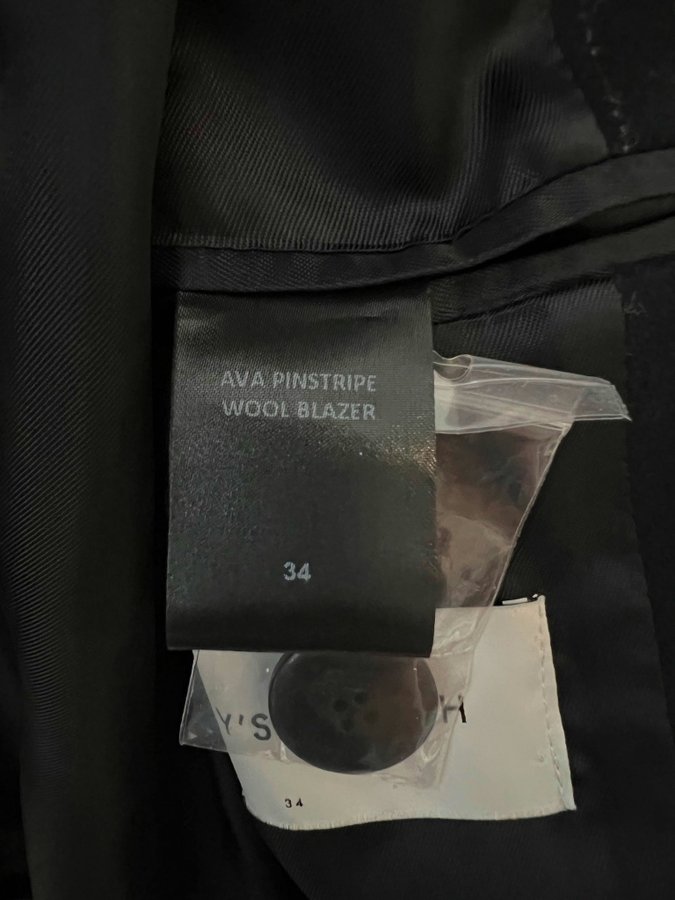 AVA PINSTRIPE
WOOL BLAZER
34
Y'S H
34